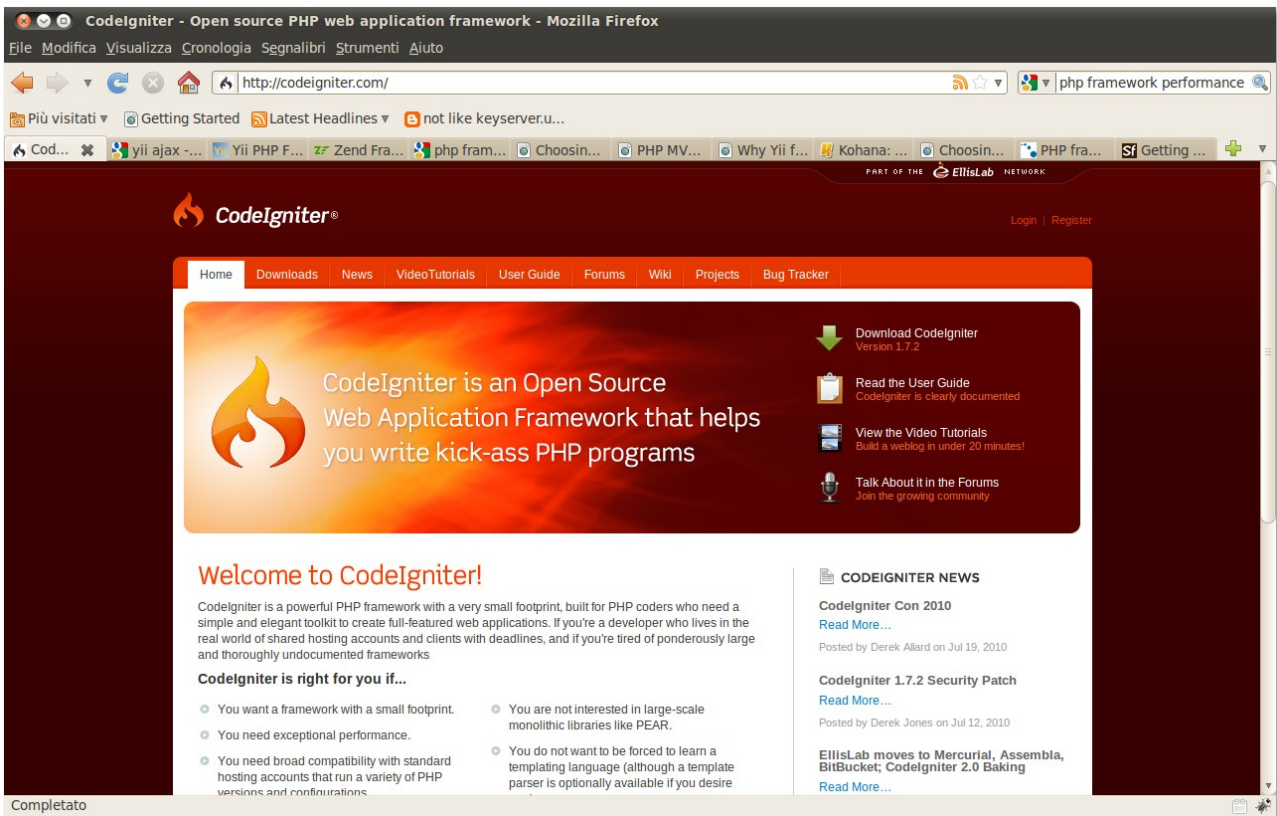 CodeIgniter - Open source PHP web application framework - Mozilla Firefox
File Modifica Visualizza Cronologia Segnalibri Strumenti Aiuto
http://codeigniter.com/
php framework performance
Più visitati Getting Started Latest Headlines not like keyserver.u...
Cod... yii ajax -... Yii PHP F... Zend Fra... php fram... Choosin... PHP MV... Why Yii f... Kohana: ... Choosin... PHP fra... Getting ...
PART OF THE EllisLab NETWORK
CodeIgniter®
Login | Register
Home Downloads News VideoTutorials User Guide Forums Wiki Projects Bug Tracker
CodeIgniter is an Open Source
Web Application Framework that helps
you write kick-ass PHP programs
Download CodeIgniter
Version 1.7.2
Read the User Guide
CodeIgniter is clearly documented
View the Video Tutorials
Build a weblog in under 20 minutes!
Talk About it in the Forums
Join the growing community
Welcome to CodeIgniter!
CodeIgniter is a powerful PHP framework with a very small footprint, built for PHP coders who need a
simple and elegant toolkit to create full-featured web applications. If you're a developer who lives in the
real world of shared hosting accounts and clients with deadlines, and if you're tired of ponderously large
and thoroughly undocumented frameworks
CodeIgniter is right for you if...
You want a framework with a small footprint.
You need exceptional performance.
You need broad compatibility with standard
hosting accounts that run a variety of PHP
versions and configurations
You are not interested in large-scale
monolithic libraries like PEAR.
You do not want to be forced to learn a
templating language (although a template
parser is optionally available if you desire
CODEIGNITER NEWS
CodeIgniter Con 2010
Read More...
Posted by Derek Allard on Jul 19, 2010
CodeIgniter 1.7.2 Security Patch
Read More...
Posted by Derek Jones on Jul 12, 2010
EllisLab moves to Mercurial, Assembla,
BitBucket; CodeIgniter 2.0 Baking
Read More...
Completato